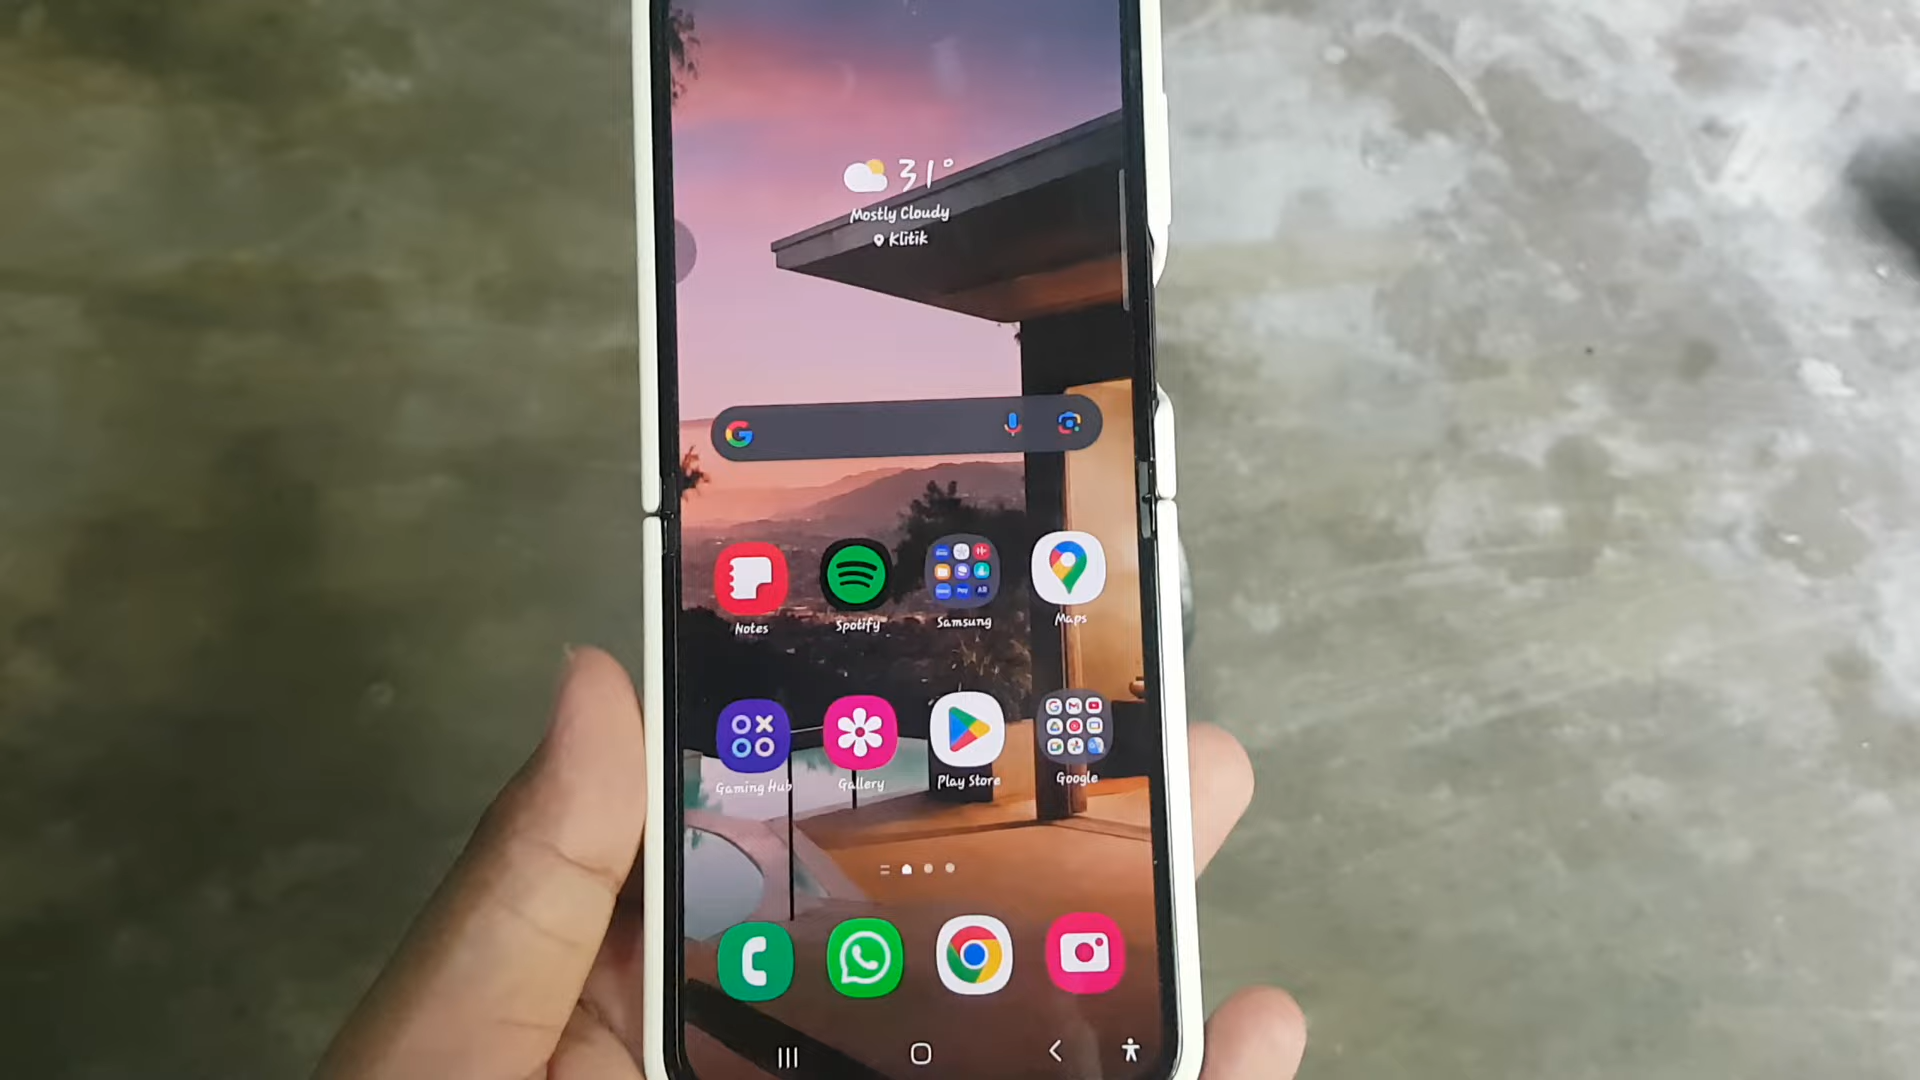 31°
Mostly Cloudy
Klitik
Notes
Spotify
Samsung
Maps
Gaming Hub
Gallery
Play Store
Google